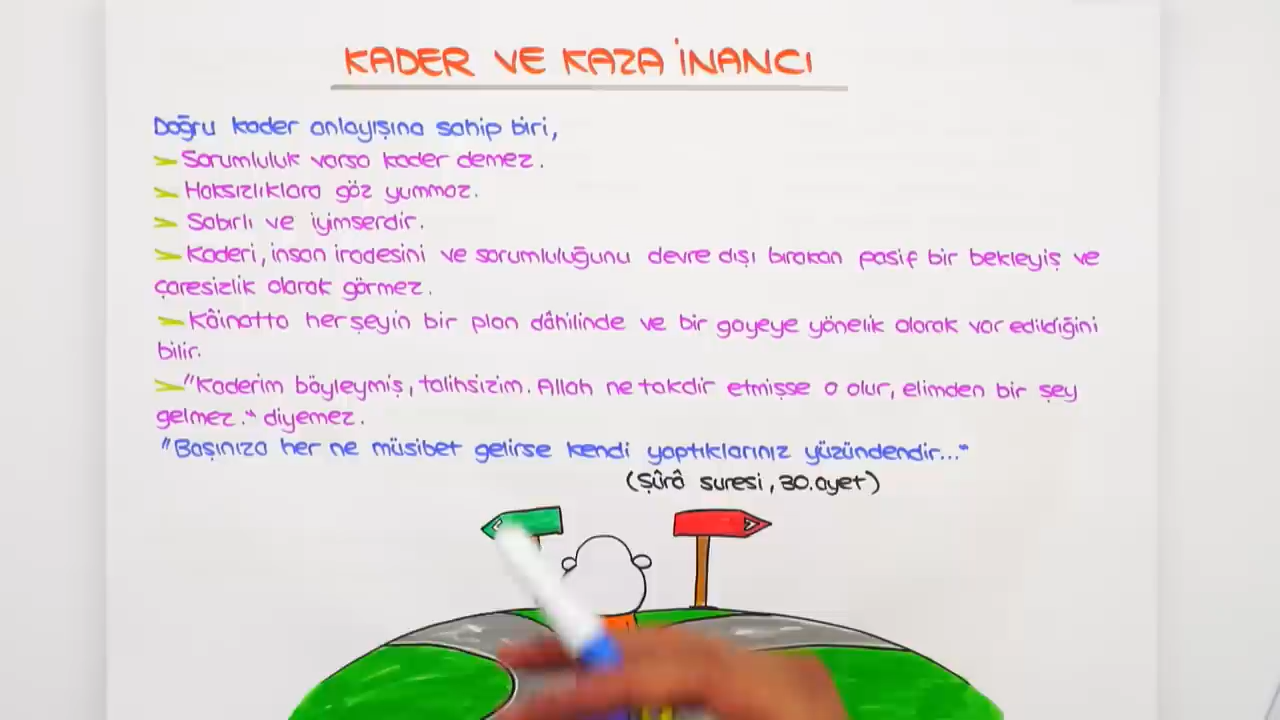 KADER VE KAZA İNANCI
Doğru kader anlayışına sahip biri,
➢ Sorumluluk varsa kader demez.
➢ Haksızlıklara göz yummaz.
➢ Sabırlı ve iyimserdir.
➢ Kaderi, insan iradesini ve sorumluluğunu devre dışı bırakan pasif bir bekleyiş ve
çaresizlik olarak görmez.
➢ Kâinatta her şeyin bir plan dâhilinde ve bir gayeye yönelik olarak var edildiğini
bilir.
➢ "Kaderim böyleymiş, talihsizim. Allah ne takdir etmişse o olur, elimden bir şey
gelmez." diyemez.
"Başınıza her ne müsibet gelirse kendi yaptıklarınız yüzündendir..."
(Şûrâ suresi, 30.ayet)